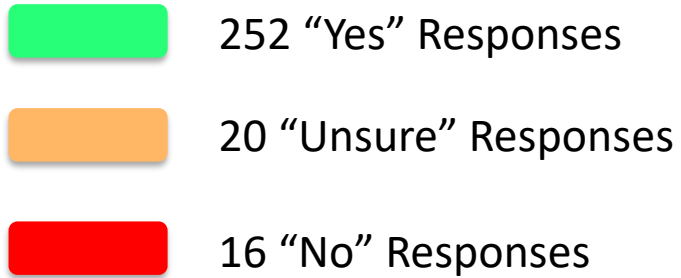 252 “Yes” Responses
20 “Unsure” Responses
16 “No” Responses